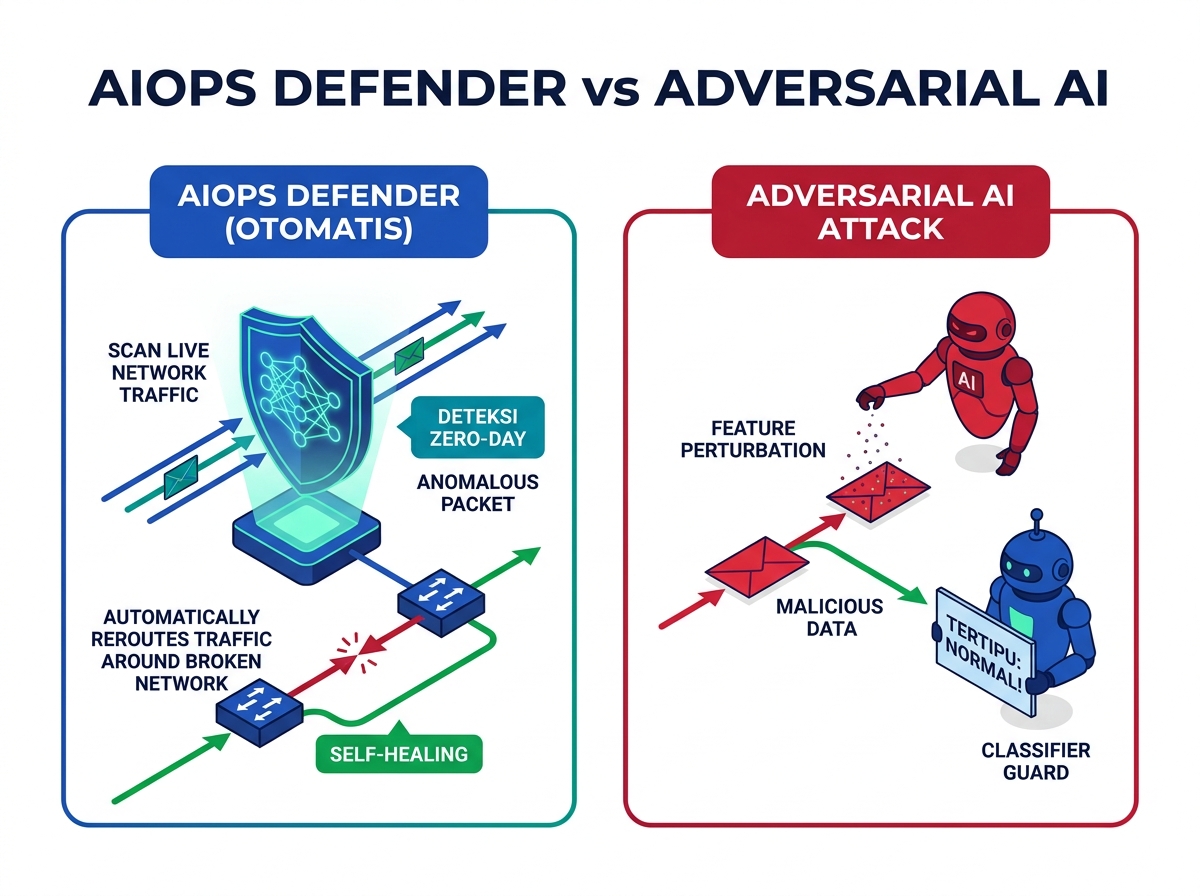 AIOPS DEFENDER vs ADVERSARIAL AI
AIOPS DEFENDER
(OTOMATIS)
SCAN LIVE
NETWORK
TRAFFIC
DETEKSI
ZERO-DAY
ANOMALOUS
PACKET
AUTOMATICALLY
REROUTES TRAFFIC
AROUND BROKEN
NETWORK
SELF-HEALING
ADVERSARIAL AI
ATTACK
AI
FEATURE
PERTURBATION
MALICIOUS
DATA
TERTIPU:
NORMAL!
CLASSIFIER
GUARD